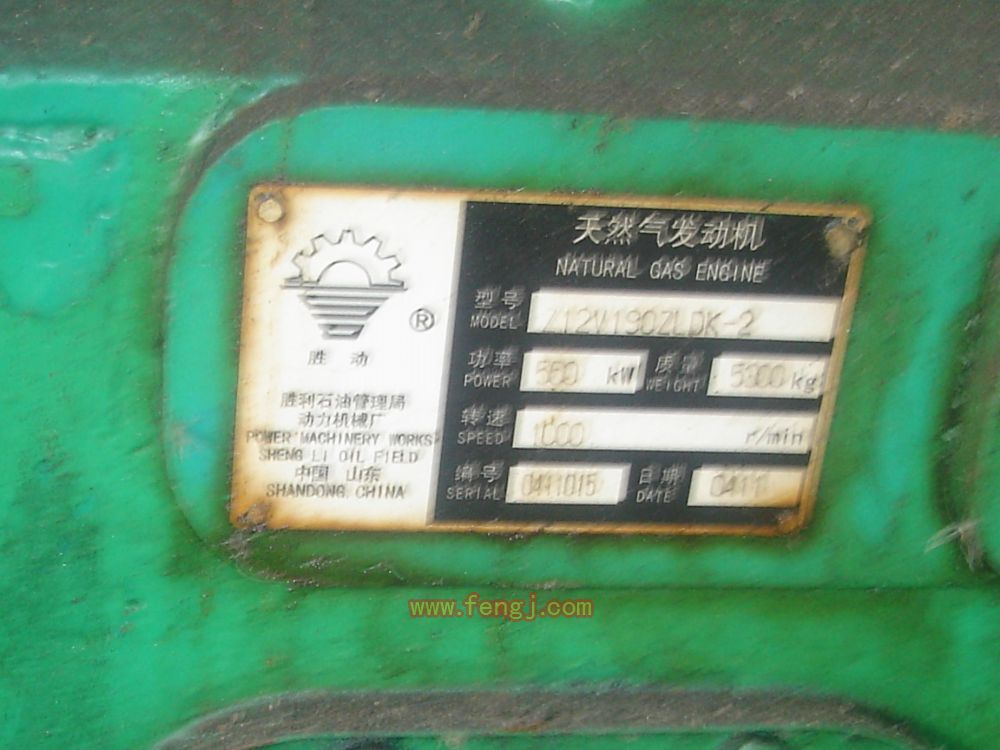 胜 动
®
胜利石油管理局
动力机械厂
POWER MACHINERY WORKS
SHENG LI OIL FIELD
中国 山东
SHANDONG, CHINA
天然气发动机
NATURAL GAS ENGINE
型号
MODEL Z12V190ZLDK-2
功率
POWER kW
质量
WEIGHT 5300 kg
转速
SPEED 1000 r/min
编号
SERIAL 0411015
日期
DATE 0411
www.fengj.com